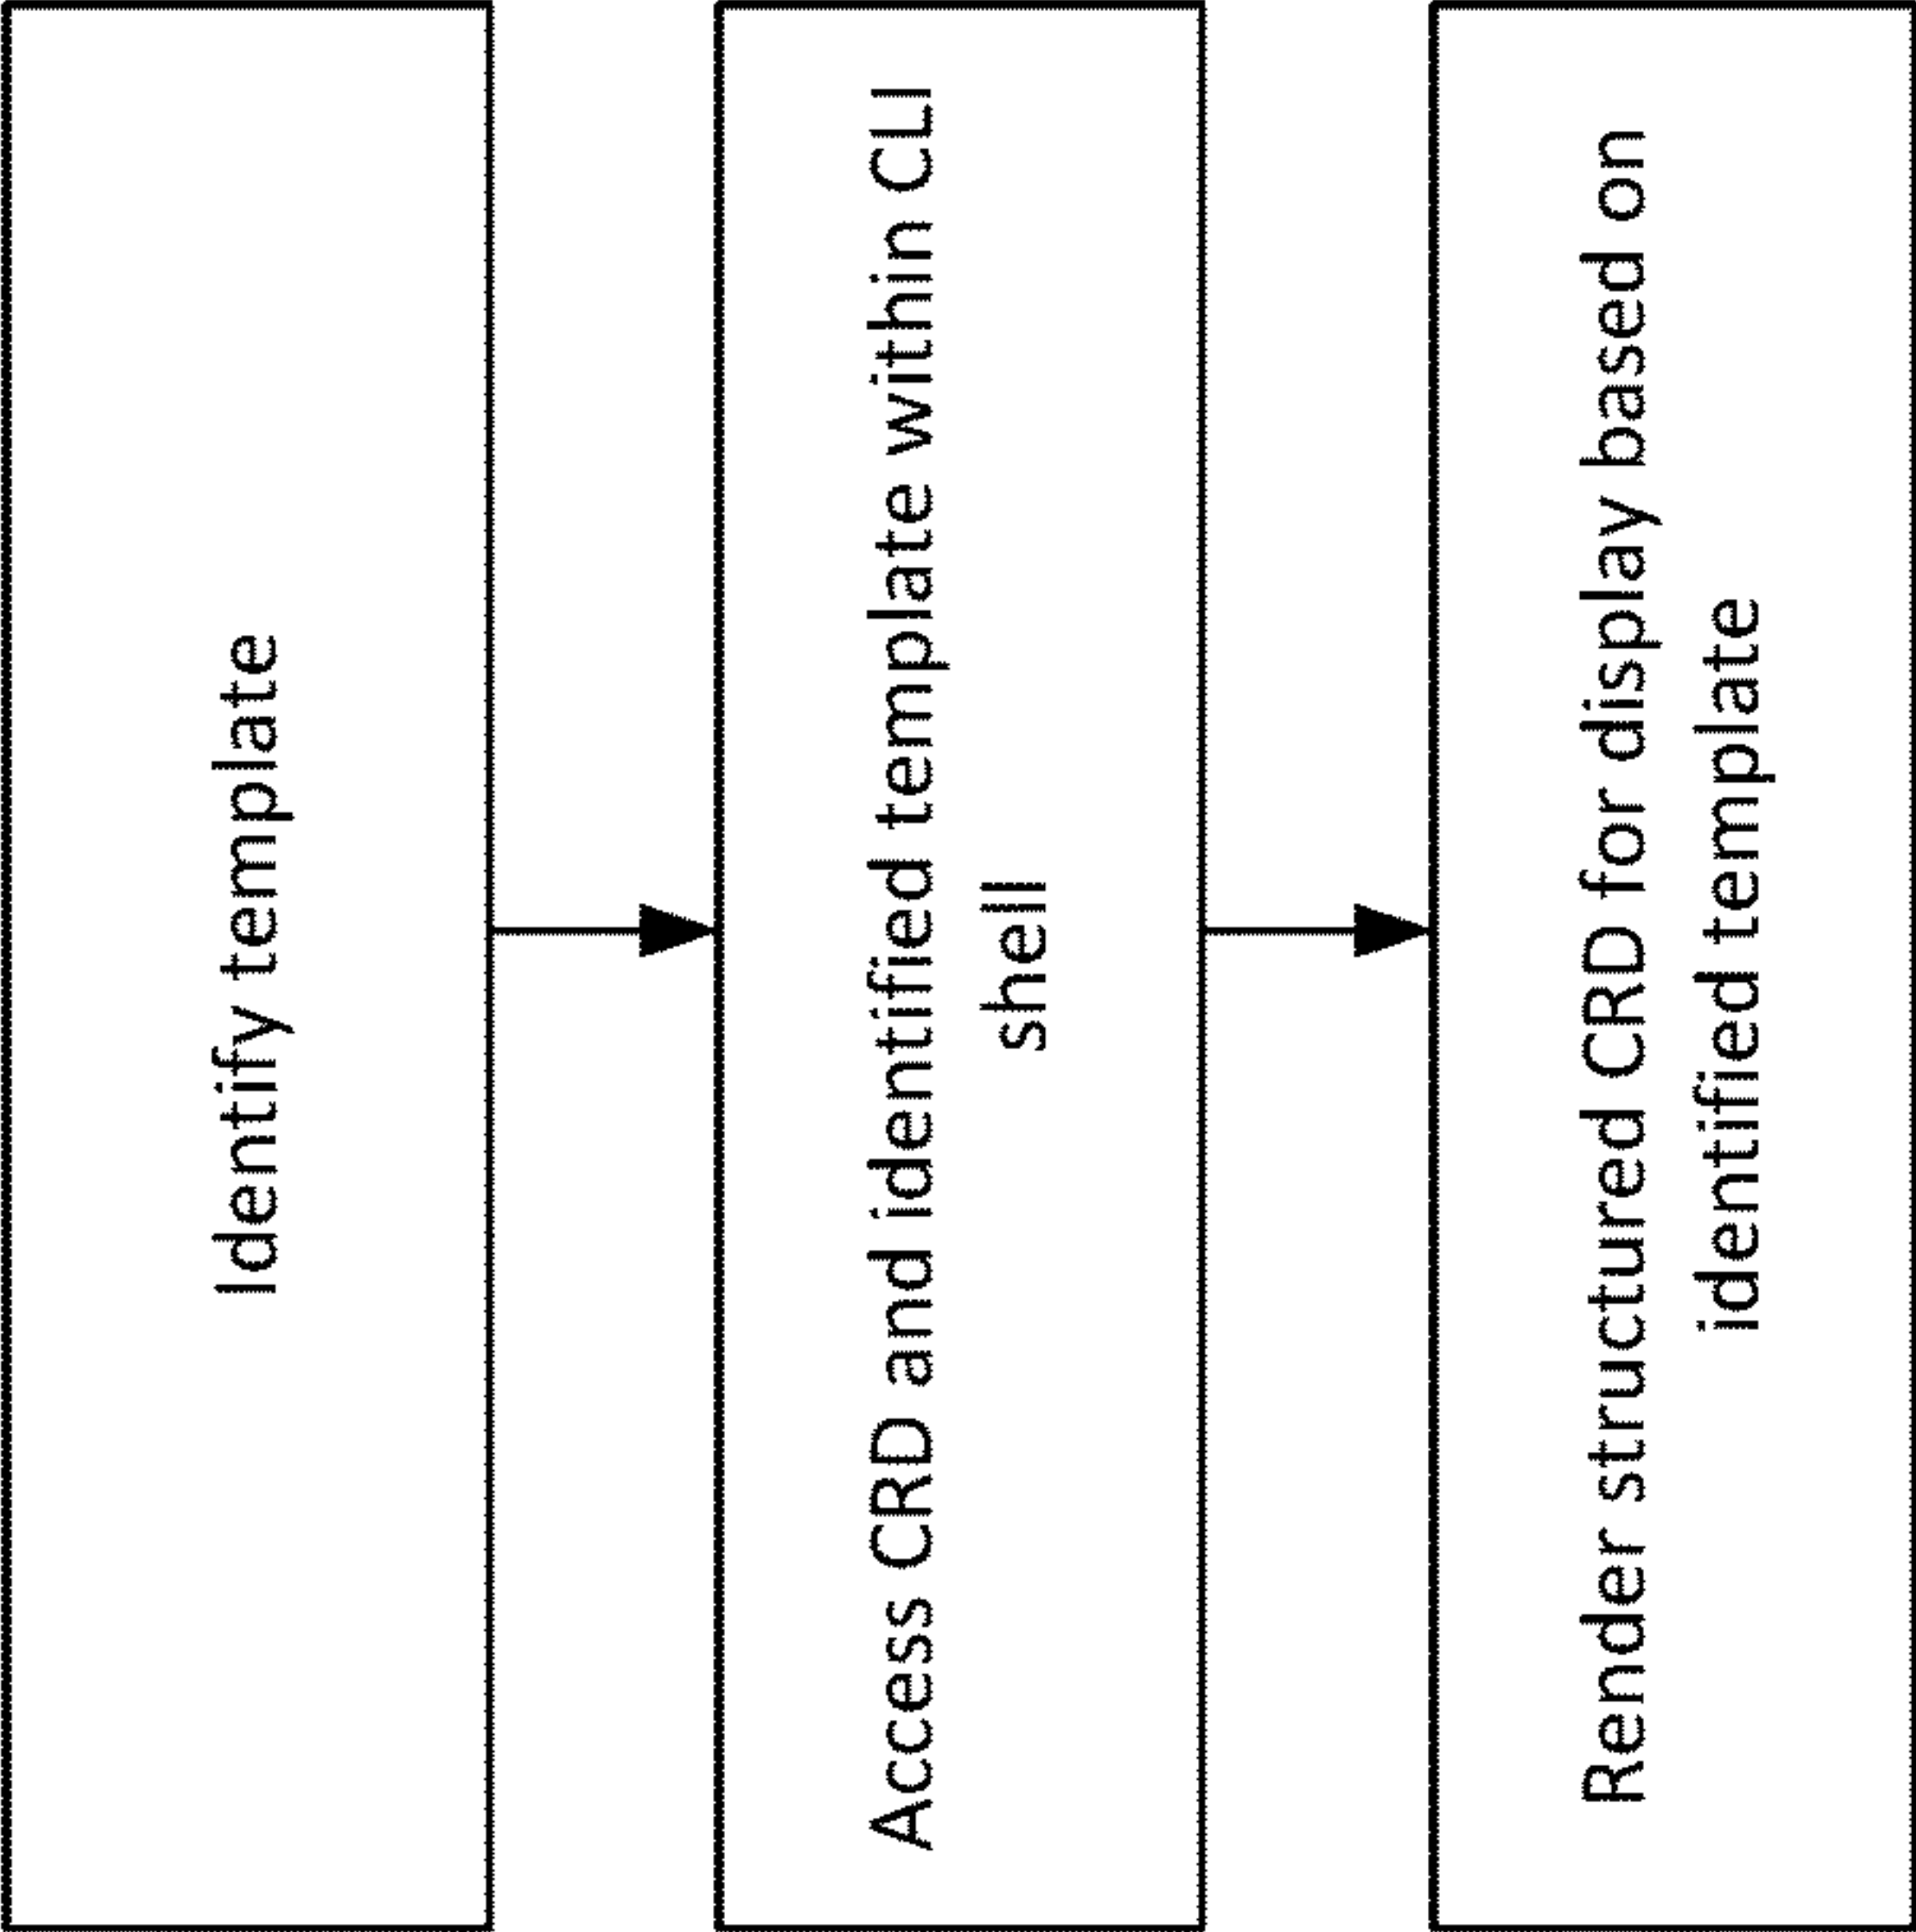 Identify template
Access CRD and identified template within CLI
shell
Render structured CRD for display based on
identified template